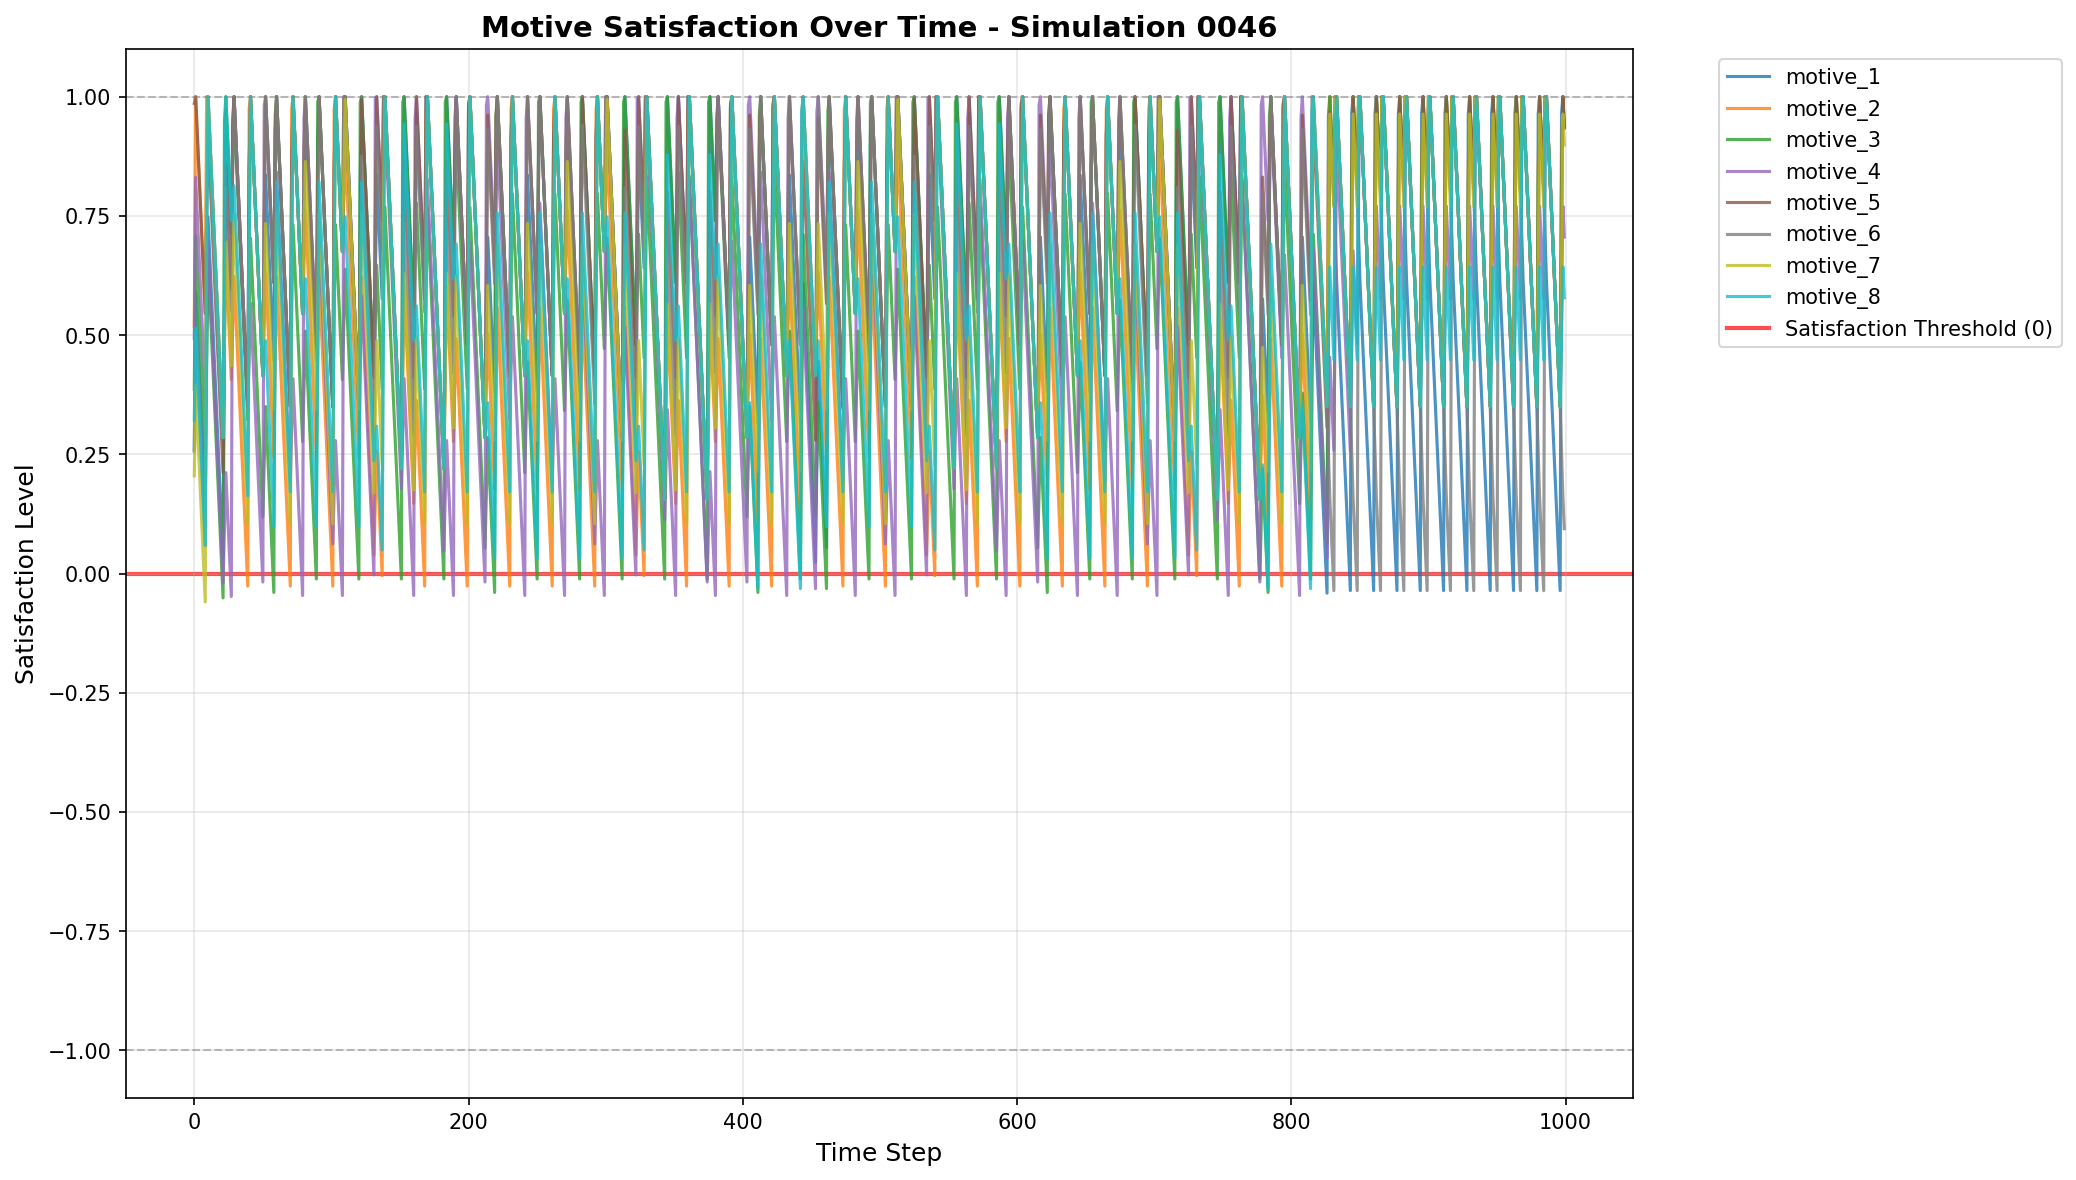 Motive Satisfaction Over Time - Simulation 0046
Satisfaction Level
1.00
0.75
0.50
0.25
0.00
−0.25
−0.50
−0.75
−1.00
0
200
400
600
800
1000
Time Step
motive_1
motive_2
motive_3
motive_4
motive_5
motive_6
motive_7
motive_8
Satisfaction Threshold (0)